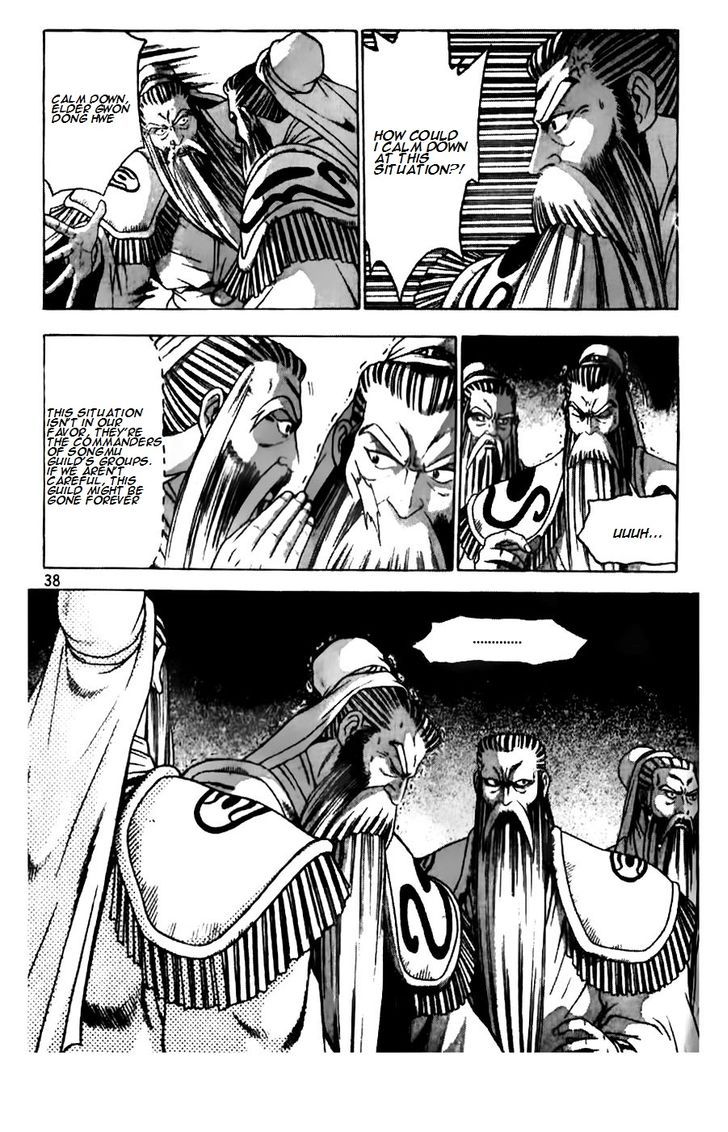 CALM DOWN,
ELDER GWON
DONG HWE
HOW COULD
I CALM DOWN
AT THIS
SITUATION?!
THIS SITUATION
ISN'T IN OUR
FAVOR, THEY'RE
THE COMMANDERS
OF SONGMU
GUILD'S GROUPS.
IF WE AREN'T
CAREFUL, THIS
GUILD MIGHT BE
GONE FOREVER
UUUH...
38
.............